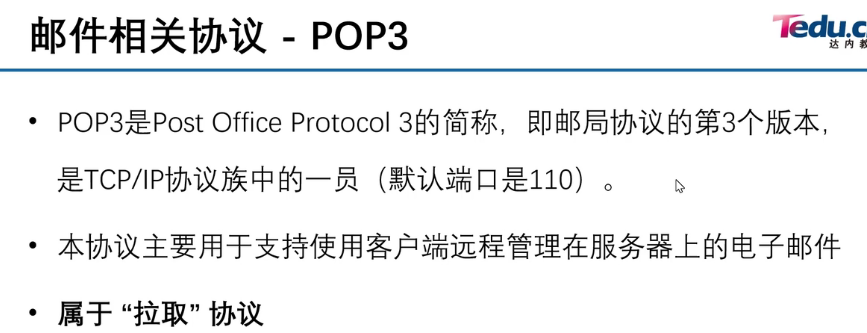 邮件相关协议 - POP3
Tedu.c
达内教
• POP3是Post Office Protocol 3的简称，即邮局协议的第3个版本，
是TCP/IP协议族中的一员（默认端口是110）。
• 本协议主要用于支持使用客户端远程管理在服务器上的电子邮件
• 属于 “拉取” 协议